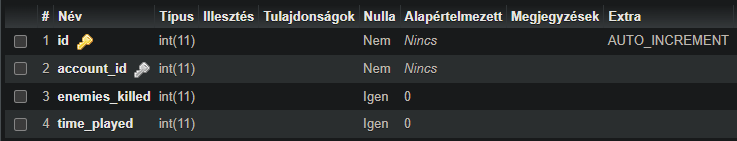 # Név Típus Illesztés Tulajdonságok Nulla Alapértelmezett Megjegyzések Extra
1 id int(11) Nem Nincs AUTO_INCREMENT
2 account_id int(11) Nem Nincs
3 enemies_killed int(11) Igen 0
4 time_played int(11) Igen 0